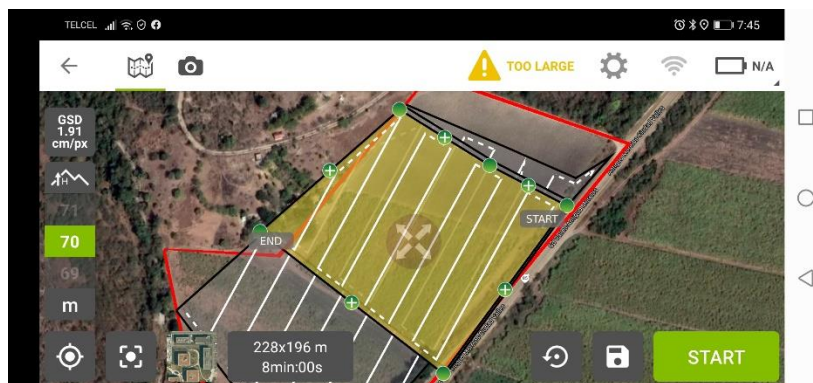 TELCEL
7:45
TOO LARGE
N/A
GSD
1.91
cm/px
H
71
70
69
m
START
END
228x196 m
8min:00s
START